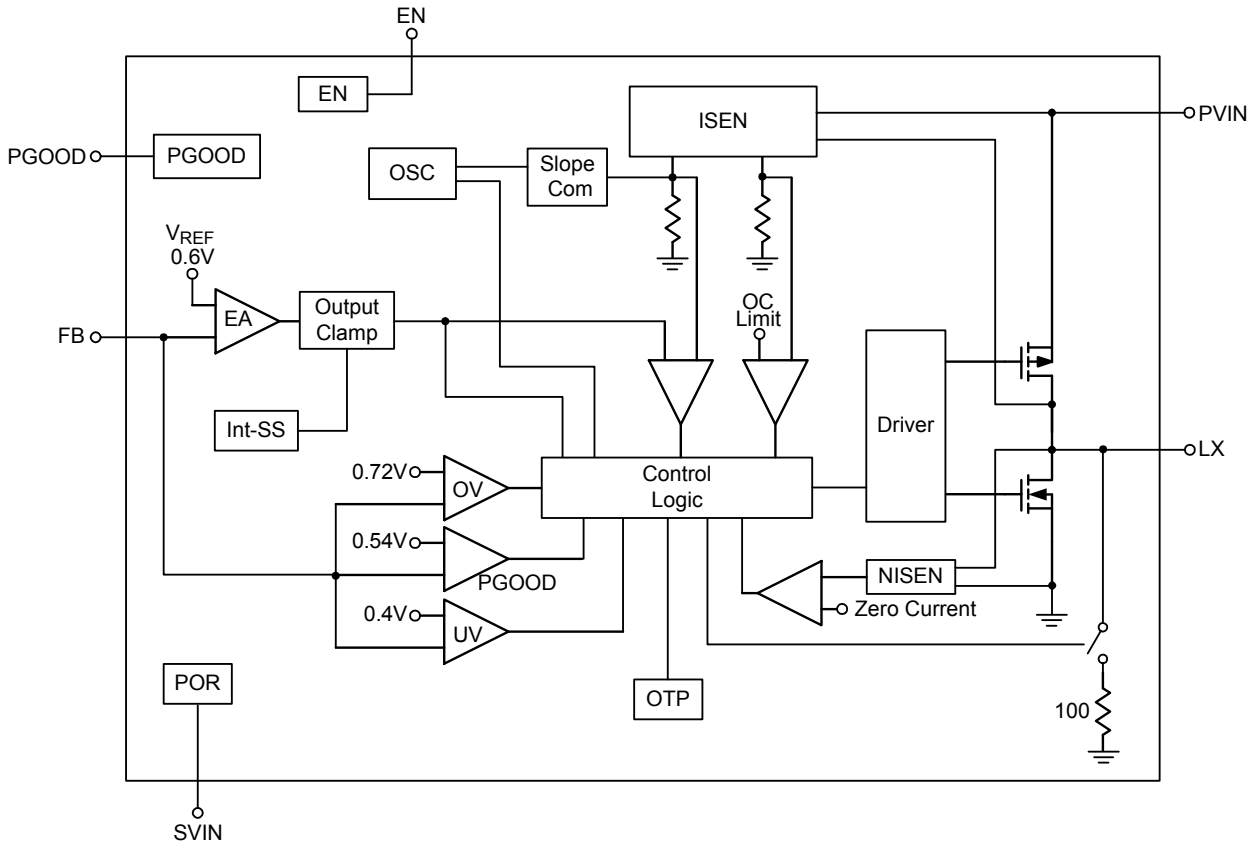 EN
EN
ISEN
PVIN
PGOOD
PGOOD
OSC
Slope
Com
VREF
0.6V
EA
Output
Clamp
OC
Limit
FB
Int-SS
Driver
LX
0.72V
OV
Control
Logic
0.54V
PGOOD
NISEN
Zero Current
0.4V
UV
POR
OTP
100
SVIN